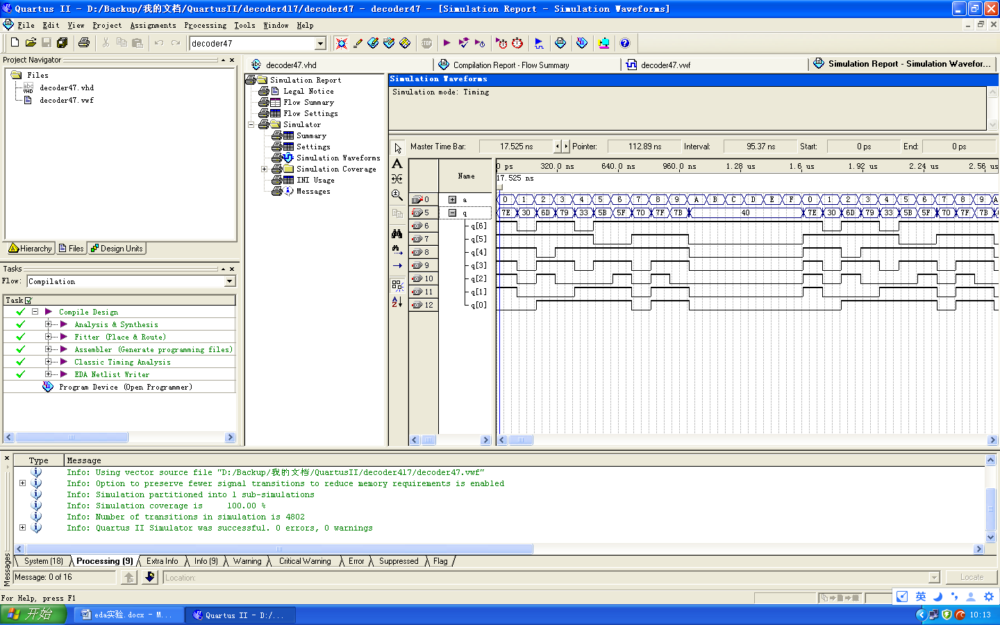 Quartus II - D:/Backup/我的文档/QuartusII/decoder417/decoder47 - decoder47 - [Simulation Report - Simulation Waveforms]
File Edit View Project Assignments Processing Tools Window Help
decoder47
Project Navigator
Files
decoder47.vhd
decoder47.vwf
Hierarchy Files Design Units
Tasks
Flow: Compilation
Task
Compile Design
Analysis & Synthesis
Fitter (Place & Route)
Assembler (Generate programming files)
Classic Timing Analysis
EDA Netlist Writer
Program Device (Open Programmer)
decoder47.vhd
Compilation Report - Flow Summary
decoder47.vwf
Simulation Report - Simulation Wavefor...
Simulation Report
Legal Notice
Flow Summary
Flow Settings
Simulator
Summary
Settings
Simulation Waveforms
Simulation Coverage
INI Usage
Messages
Simulation Waveforms
Simulation mode: Timing
Master Time Bar: 17.525 ns Pointer: 112.89 ns Interval: 95.37 ns Start: 0 ps End: 0 ps
Name
0 ps 320.0 ns 640.0 ns 960.0 ns 1.28 us 1.6 us 1.92 us 2.24 us 2.56 us
17.525 ns
0 a 0 1 2 3 4 5 6 7 8 9 A B C D E F 0 1 2 3 4 5 6 7 8 9 A
5 q 7E 30 6D 79 33 5B 5F 70 7F 7B 40 7E 30 6D 79 33 5B 5F 70 7F 7B
6 q[6]
7 q[5]
8 q[4]
9 q[3]
10 q[2]
11 q[1]
12 q[0]
Type Message
Info: Using vector source file "D:/Backup/我的文档/QuartusII/decoder417/decoder47.vwf"
Info: Option to preserve fewer signal transitions to reduce memory requirements is enabled
Info: Simulation partitioned into 1 sub-simulations
Info: Simulation coverage is 100.00 %
Info: Number of transitions in simulation is 4802
Info: Quartus II Simulator was successful. 0 errors, 0 warnings
System (18) Processing (9) Extra Info Info (9) Warning Critical Warning Error Suppressed Flag
Messages
Message: 0 of 16 Location: Locate
For Help, press F1
英
开始 eda实验.docx - M... Quartus II - D:/... 10:13